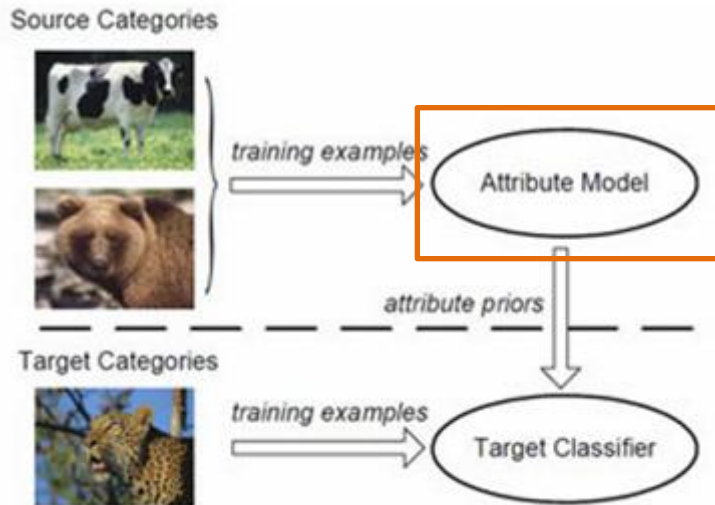 Source Categories
training examples
Attribute Model
attribute priors
Target Categories
training examples
Target Classifier